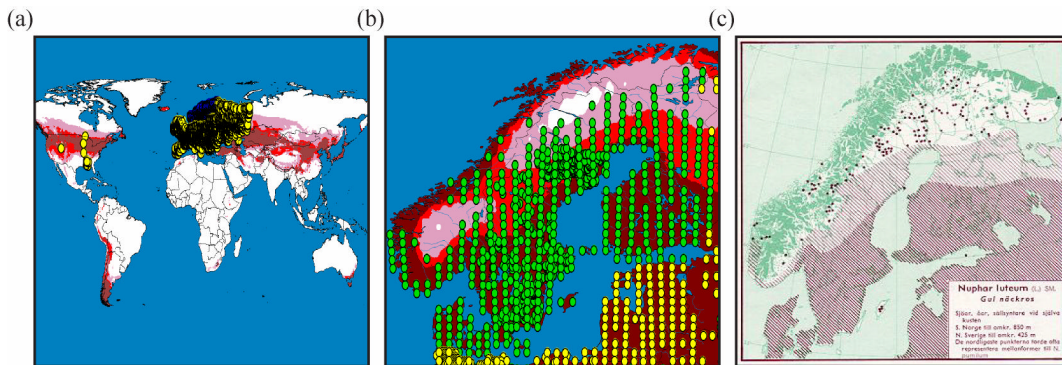 (a)
(b)
(c)
Nuphar luteum (L.) SM.
Gul näckros
Sjöar, åar, sällsyntare vid själva
kusten
S. Norge till omkr. 850 m
N. Sverige till omkr. 425 m
De nordligaste punkterna torde ofta
representera mellanformer till N.
pumilum